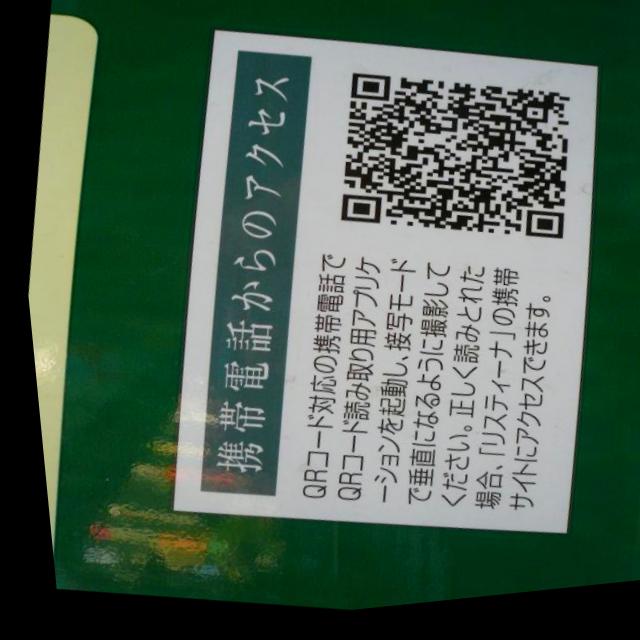 携帯電話からのアクセス
QRコード対応の携帯電話で
QRコード読み取り用アプリケ
ーションを起動し、接写モード
で垂直になるように撮影して
ください。正しく読みとれた
場合、「リスティーナ」の携帯
サイトにアクセスできます。